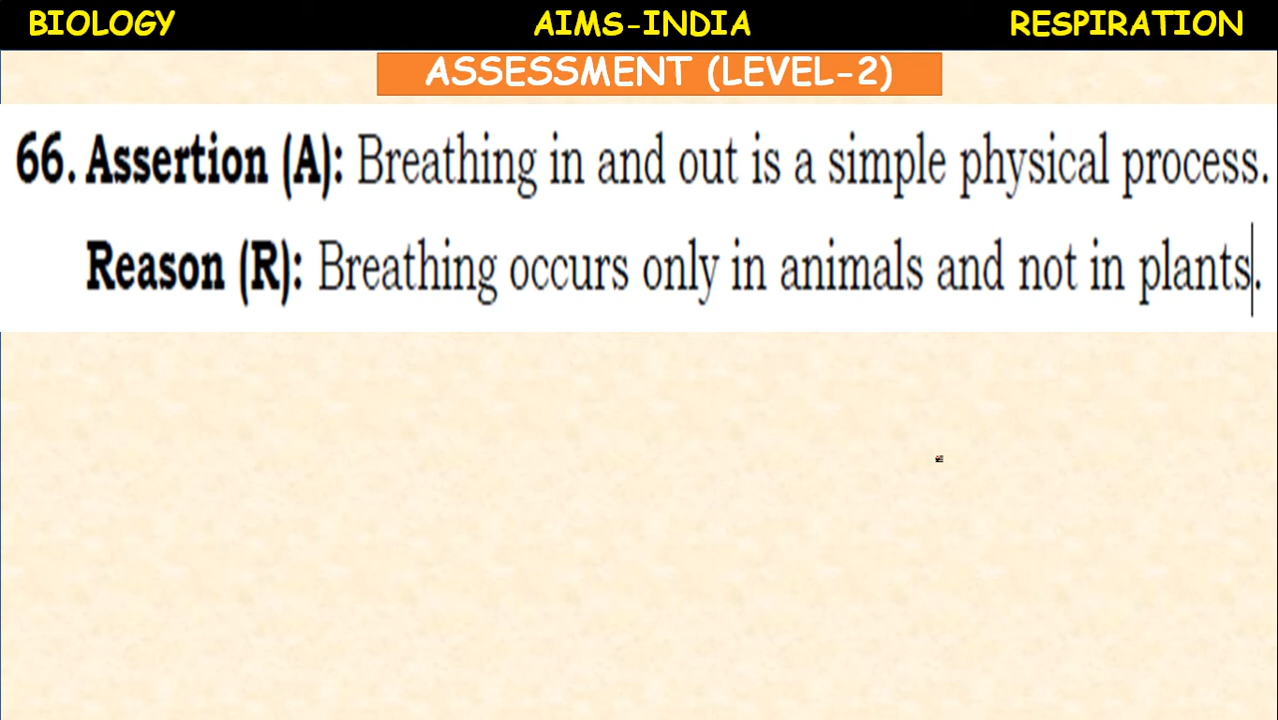 BIOLOGY AIMS-INDIA RESPIRATION
ASSESSMENT (LEVEL-2)
66. Assertion (A): Breathing in and out is a simple physical process.
Reason (R): Breathing occurs only in animals and not in plants.